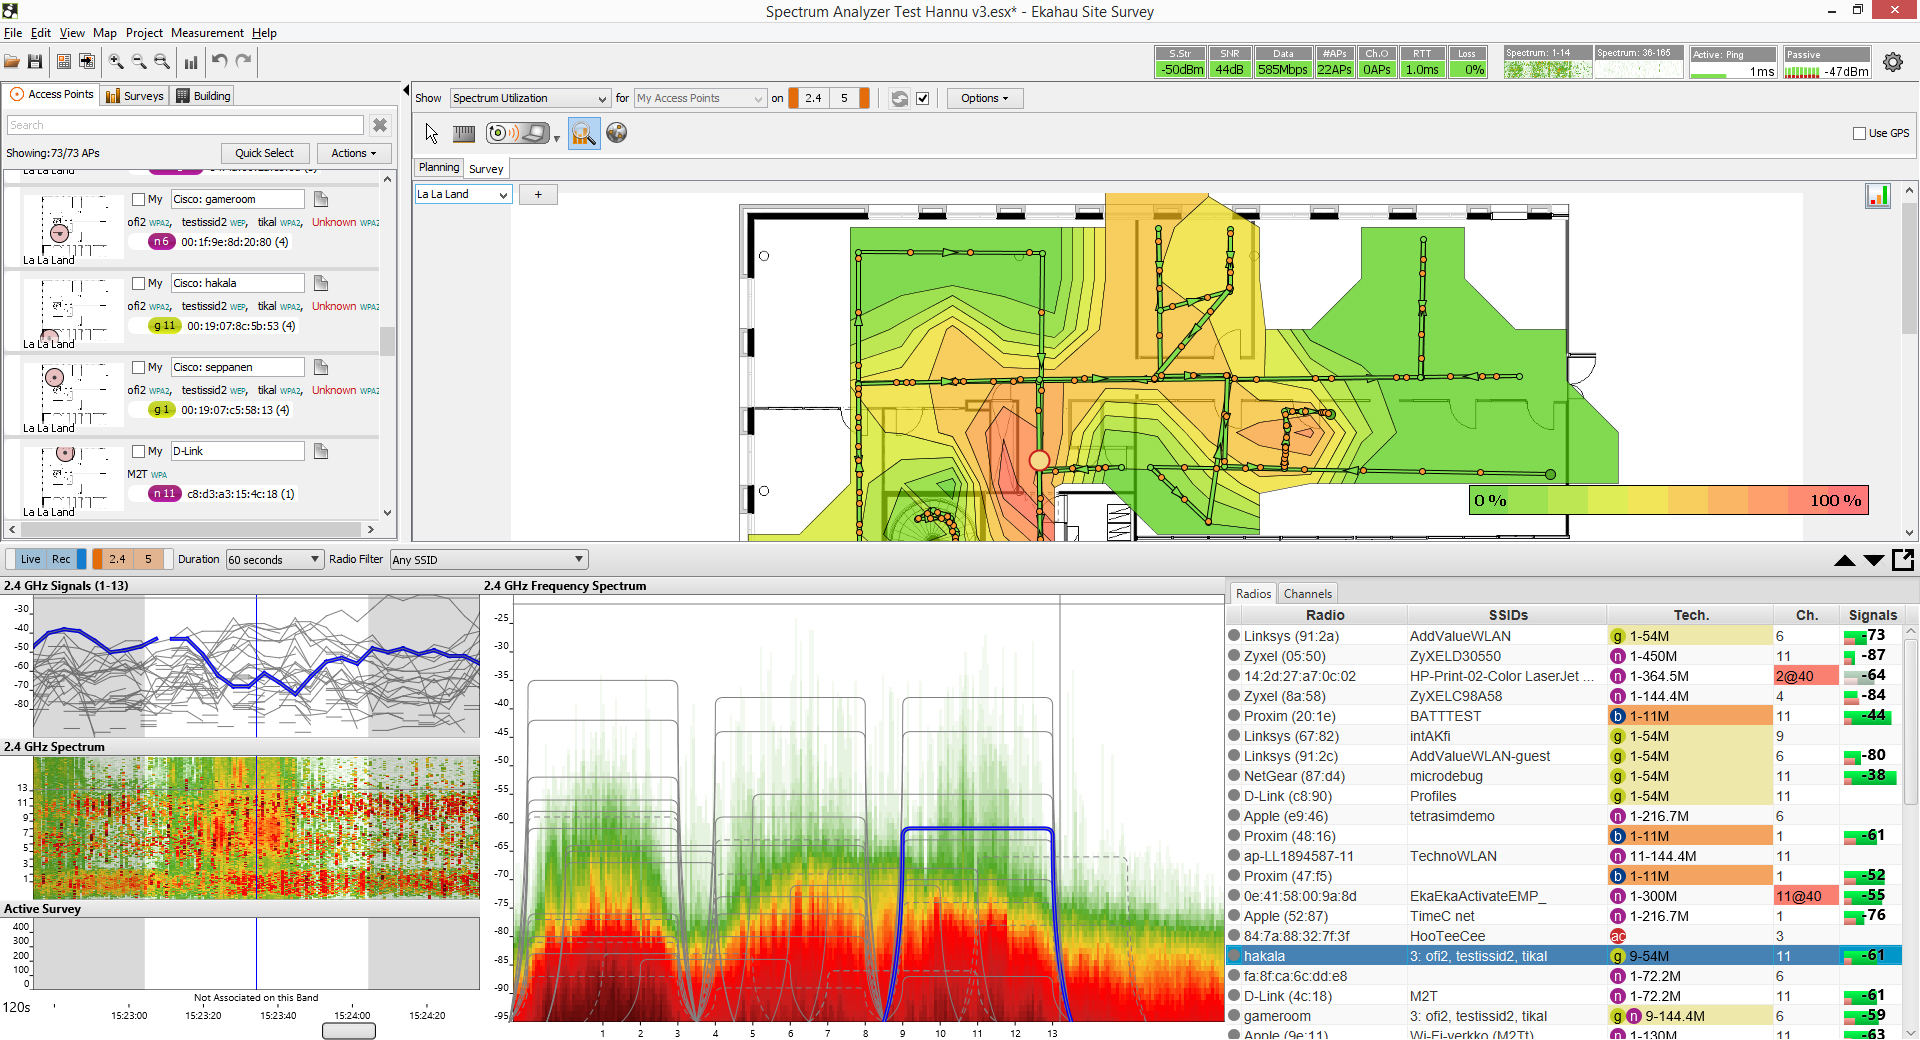 Spectrum Analyzer Test Hannu v3.esx* - Ekahau Site Survey
File Edit View Map Project Measurement Help
S.Str SNR Data #APs Ch.O RTT Loss Spectrum: 1-14 Spectrum: 36-165 Active: Ping Passive
-50dBm 44dB 585Mbps 22APs 0APs 1.0ms 0% 1ms -47dBm
Access Points Surveys Building
Show Spectrum Utilization for My Access Points on 2.4 5 Options
Search
Use GPS
Showing:73/73 APs Quick Select Actions
Planning Survey
La La Land +
La La Land
My Cisco: gameroom
ofi2 WPA2, testissid2 WEP, tikal WPA2, Unknown WPA2
n 6 00:1f:9e:8d:20:80 (4)
La La Land
My Cisco: hakala
ofi2 WPA2, testissid2 WEP, tikal WPA2, Unknown WPA2
g 11 00:19:07:8c:5b:53 (4)
La La Land
My Cisco: seppanen
ofi2 WPA2, testissid2 WEP, tikal WPA2, Unknown WPA2
g 1 00:19:07:c5:58:13 (4)
La La Land
My D-Link
M2T WPA
n 11 c8:d3:a3:15:4c:18 (1)
La La Land
0 % 100 %
Live Rec 2.4 5 Duration 60 seconds Radio Filter Any SSID
2.4 GHz Signals (1-13)
-30
-40
-50
-60
-70
-80
2.4 GHz Spectrum
13
11
9
7
5
3
1
Active Survey
400
300
200
100
0
Not Associated on this Band
120s 15:23:00 15:23:20 15:23:40 15:24:00 15:24:20
2.4 GHz Frequency Spectrum
-25
-30
-35
-40
-45
-50
-55
-60
-65
-70
-75
-80
-85
-90
-95
1 2 3 4 5 6 7 8 9 10 11 12 13
Radios Channels
Radio SSIDs Tech. Ch. Signals
Linksys (91:2a) AddValueWLAN g 1-54M 6 -73
Zyxel (05:50) ZyXELD30550 n 1-450M 11 -87
14:2d:27:a7:0c:02 HP-Print-02-Color LaserJet ... n 1-364.5M 2@40 -64
Zyxel (8a:58) ZyXELC98A58 n 1-144.4M 4 -84
Proxim (20:1e) BATTTEST b 1-11M 11 -44
Linksys (67:82) intAKfi g 1-54M 9
Linksys (91:2c) AddValueWLAN-guest g 1-54M 6 -80
NetGear (87:d4) microdebug g 1-54M 11 -38
D-Link (c8:90) Profiles g 1-54M 11
Apple (e9:46) tetrasimdemo n 1-216.7M 6
Proxim (48:16) b 1-11M 1 -61
ap-LL1894587-11 TechnoWLAN n 11-144.4M 11
Proxim (47:f5) b 1-11M 1 -52
0e:41:58:00:9a:8d EkaEkaActivateEMP_ n 1-300M 11@40 -55
Apple (52:87) TimeC net n 1-216.7M 1 -76
84:7a:88:32:7f:3f HooTeeCee ac 3
hakala 3: ofi2, testissid2, tikal g 9-54M 11 -61
fa:8f:ca:6c:dd:e8 n 1-72.2M 6
D-Link (4c:18) M2T n 1-72.2M 11 -61
gameroom 3: ofi2, testissid2, tikal g n 9-144.4M 6 -59
Apple (9e:11) Wi-Fi-verkko (M2Tt) n 1-130M 11 -63